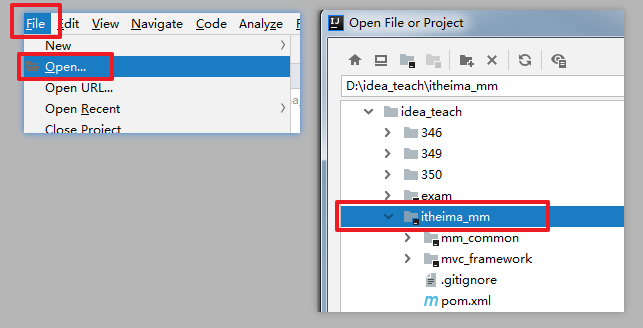 File Edit View Navigate Code Analyze
New
Open...
Open URL...
Open Recent
Close Project
Open File or Project
D:\idea_teach\itheima_mm
idea_teach
346
349
350
exam
itheima_mm
mm_common
mvc_framework
.gitignore
pom.xml